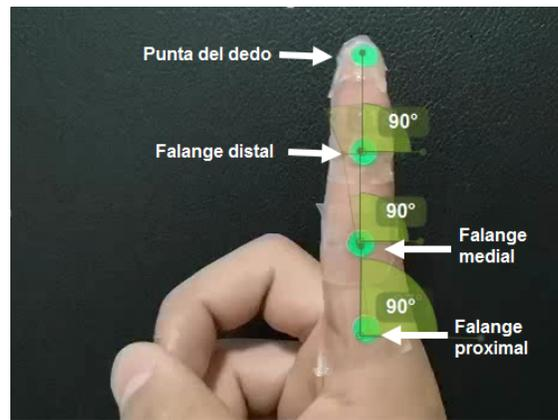 Punta del dedo
90°
Falange distal
90°
Falange
medial
90°
Falange
proximal